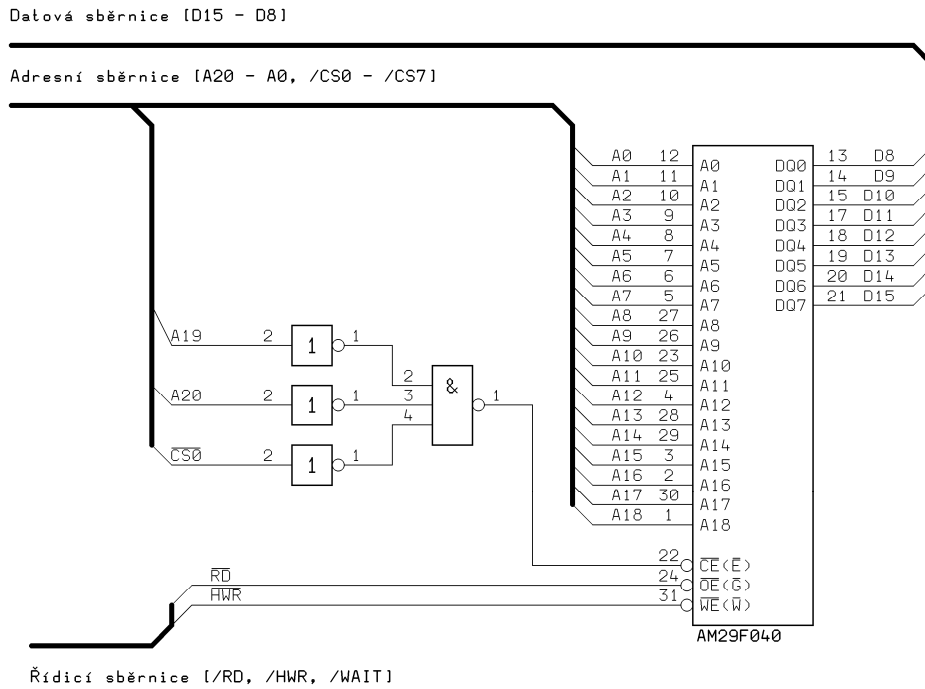 Datová sběrnice [D15 - D8]
Adresní sběrnice [A20 - A0, /CS0 - /CS7]
A0 12 A0 DQ0 13 D8
A1 11 A1 DQ1 14 D9
A2 10 A2 DQ2 15 D10
A3 9 A3 DQ3 17 D11
A4 8 A4 DQ4 18 D12
A5 7 A5 DQ5 19 D13
A6 6 A6 DQ6 20 D14
A7 5 A7 DQ7 21 D15
A8 27 A8
A9 26 A9
A10 23 A10
A11 25 A11
A12 4 A12
A13 28 A13
A14 29 A14
A15 3 A15
A16 2 A16
A17 30 A17
A18 1 A18
A19 2 1 1
A20 2 1 1
C̅S̅0̅ 2 1 1
2
3
4
& 1
22 C̅E̅(E̅)
R̅D̅ 24 O̅E̅(G̅)
H̅W̅R̅ 31 W̅E̅(W̅)
AM29F040
Řídicí sběrnice [/RD, /HWR, /WAIT]